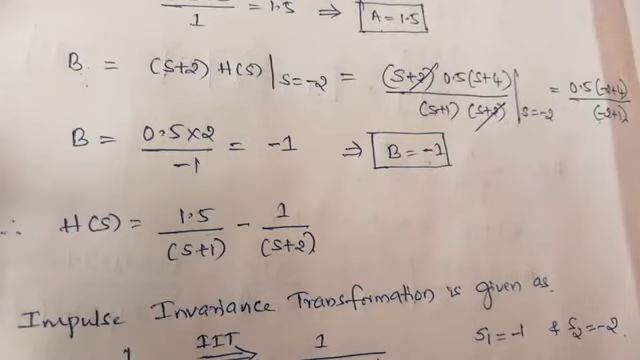 1 = 1.5 ⇒ A = 1.5
B = (S+2) H(S) |S=-2 = (S+2) 0.5(S+4) / (S+1) (S+2) |S=-2 = 0.5(-2+4) / (-2+1)
B = 0.5×2 / -1 = -1 ⇒ B = -1
∴ H(S) = 1.5 / (S+1) - 1 / (S+2)
Impulse Invariance Transformation is given as.
1 IIT → 1 S1=-1 & S2=-2.